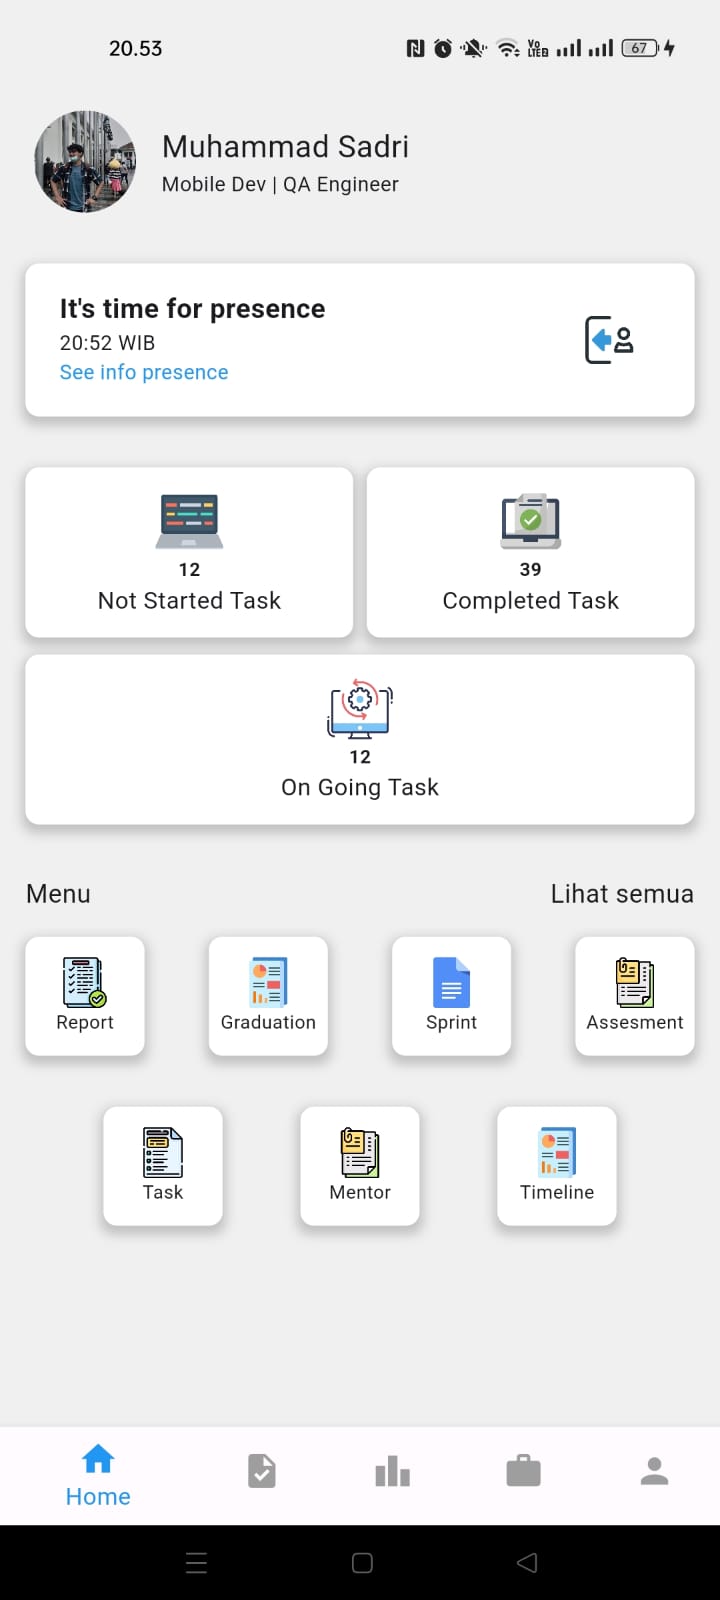 20.53
Vo
LTE2
67
Muhammad Sadri
Mobile Dev | QA Engineer
It's time for presence
20:52 WIB
See info presence
12
Not Started Task
39
Completed Task
12
On Going Task
Menu
Lihat semua
Report
Graduation
Sprint
Assesment
Task
Mentor
Timeline
Home